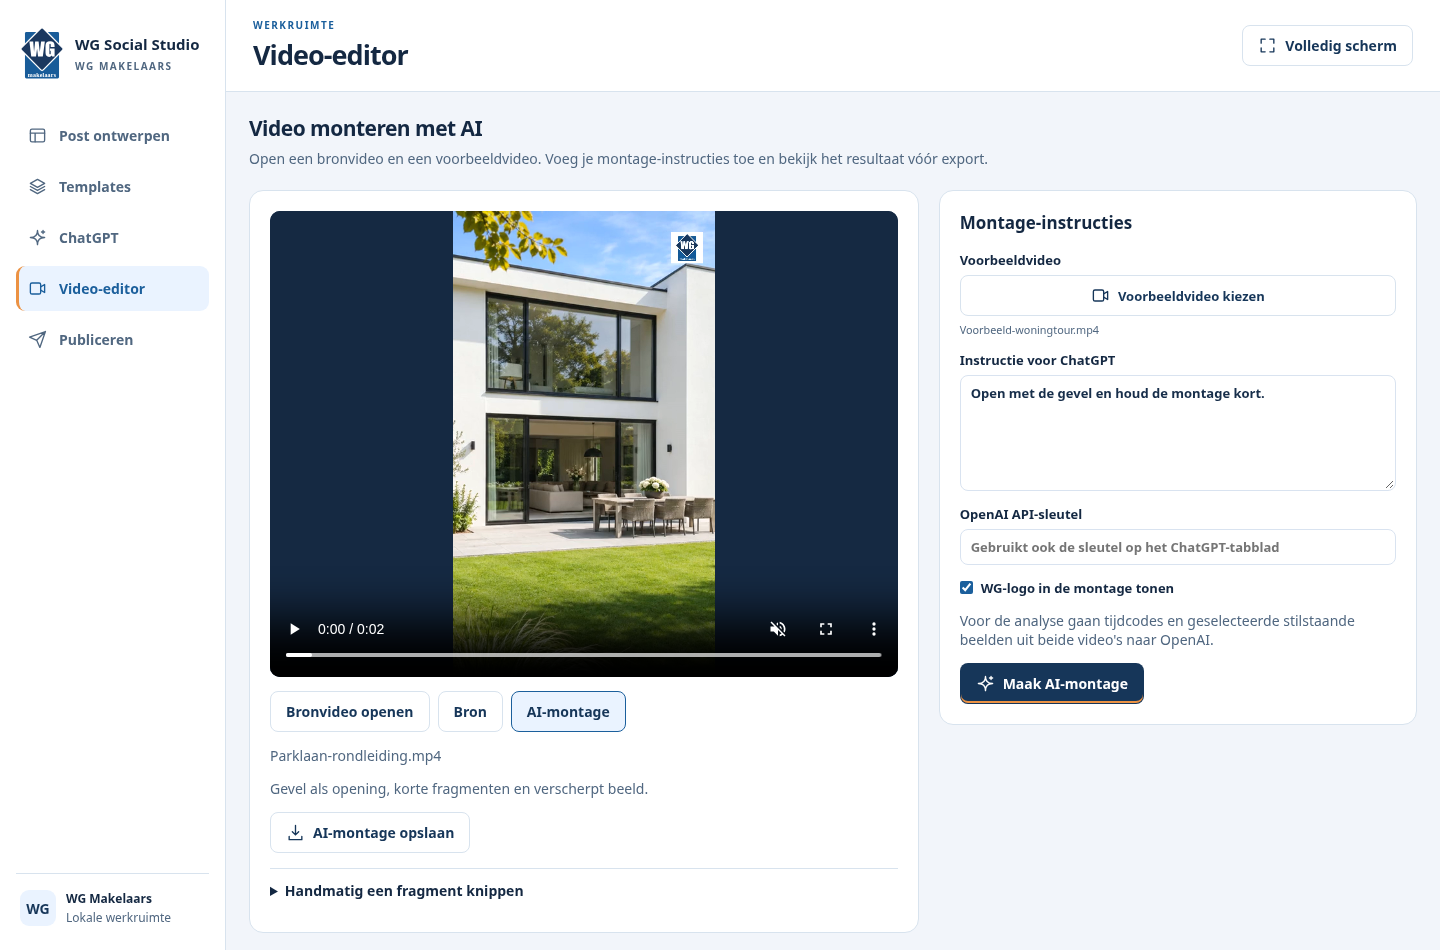 WG
makelaars
WG Social Studio
WG MAKELAARS
Post ontwerpen
Templates
ChatGPT
Video-editor
Publiceren
WG
WG Makelaars
Lokale werkruimte
WERKRUIMTE
Video-editor
Volledig scherm
Video monteren met AI
Open een bronvideo en een voorbeeldvideo. Voeg je montage-instructies toe en bekijk het resultaat vóór export.
WG
0:00 / 0:02
Bronvideo openen
Bron
AI-montage
Parklaan-rondleiding.mp4
Gevel als opening, korte fragmenten en verscherpt beeld.
AI-montage opslaan
Handmatig een fragment knippen
Montage-instructies
Voorbeeldvideo
Voorbeeldvideo kiezen
Voorbeeld-woningtour.mp4
Instructie voor ChatGPT
Open met de gevel en houd de montage kort.
OpenAI API-sleutel
Gebruikt ook de sleutel op het ChatGPT-tabblad
WG-logo in de montage tonen
Voor de analyse gaan tijdcodes en geselecteerde stilstaande
beelden uit beide video's naar OpenAI.
Maak AI-montage